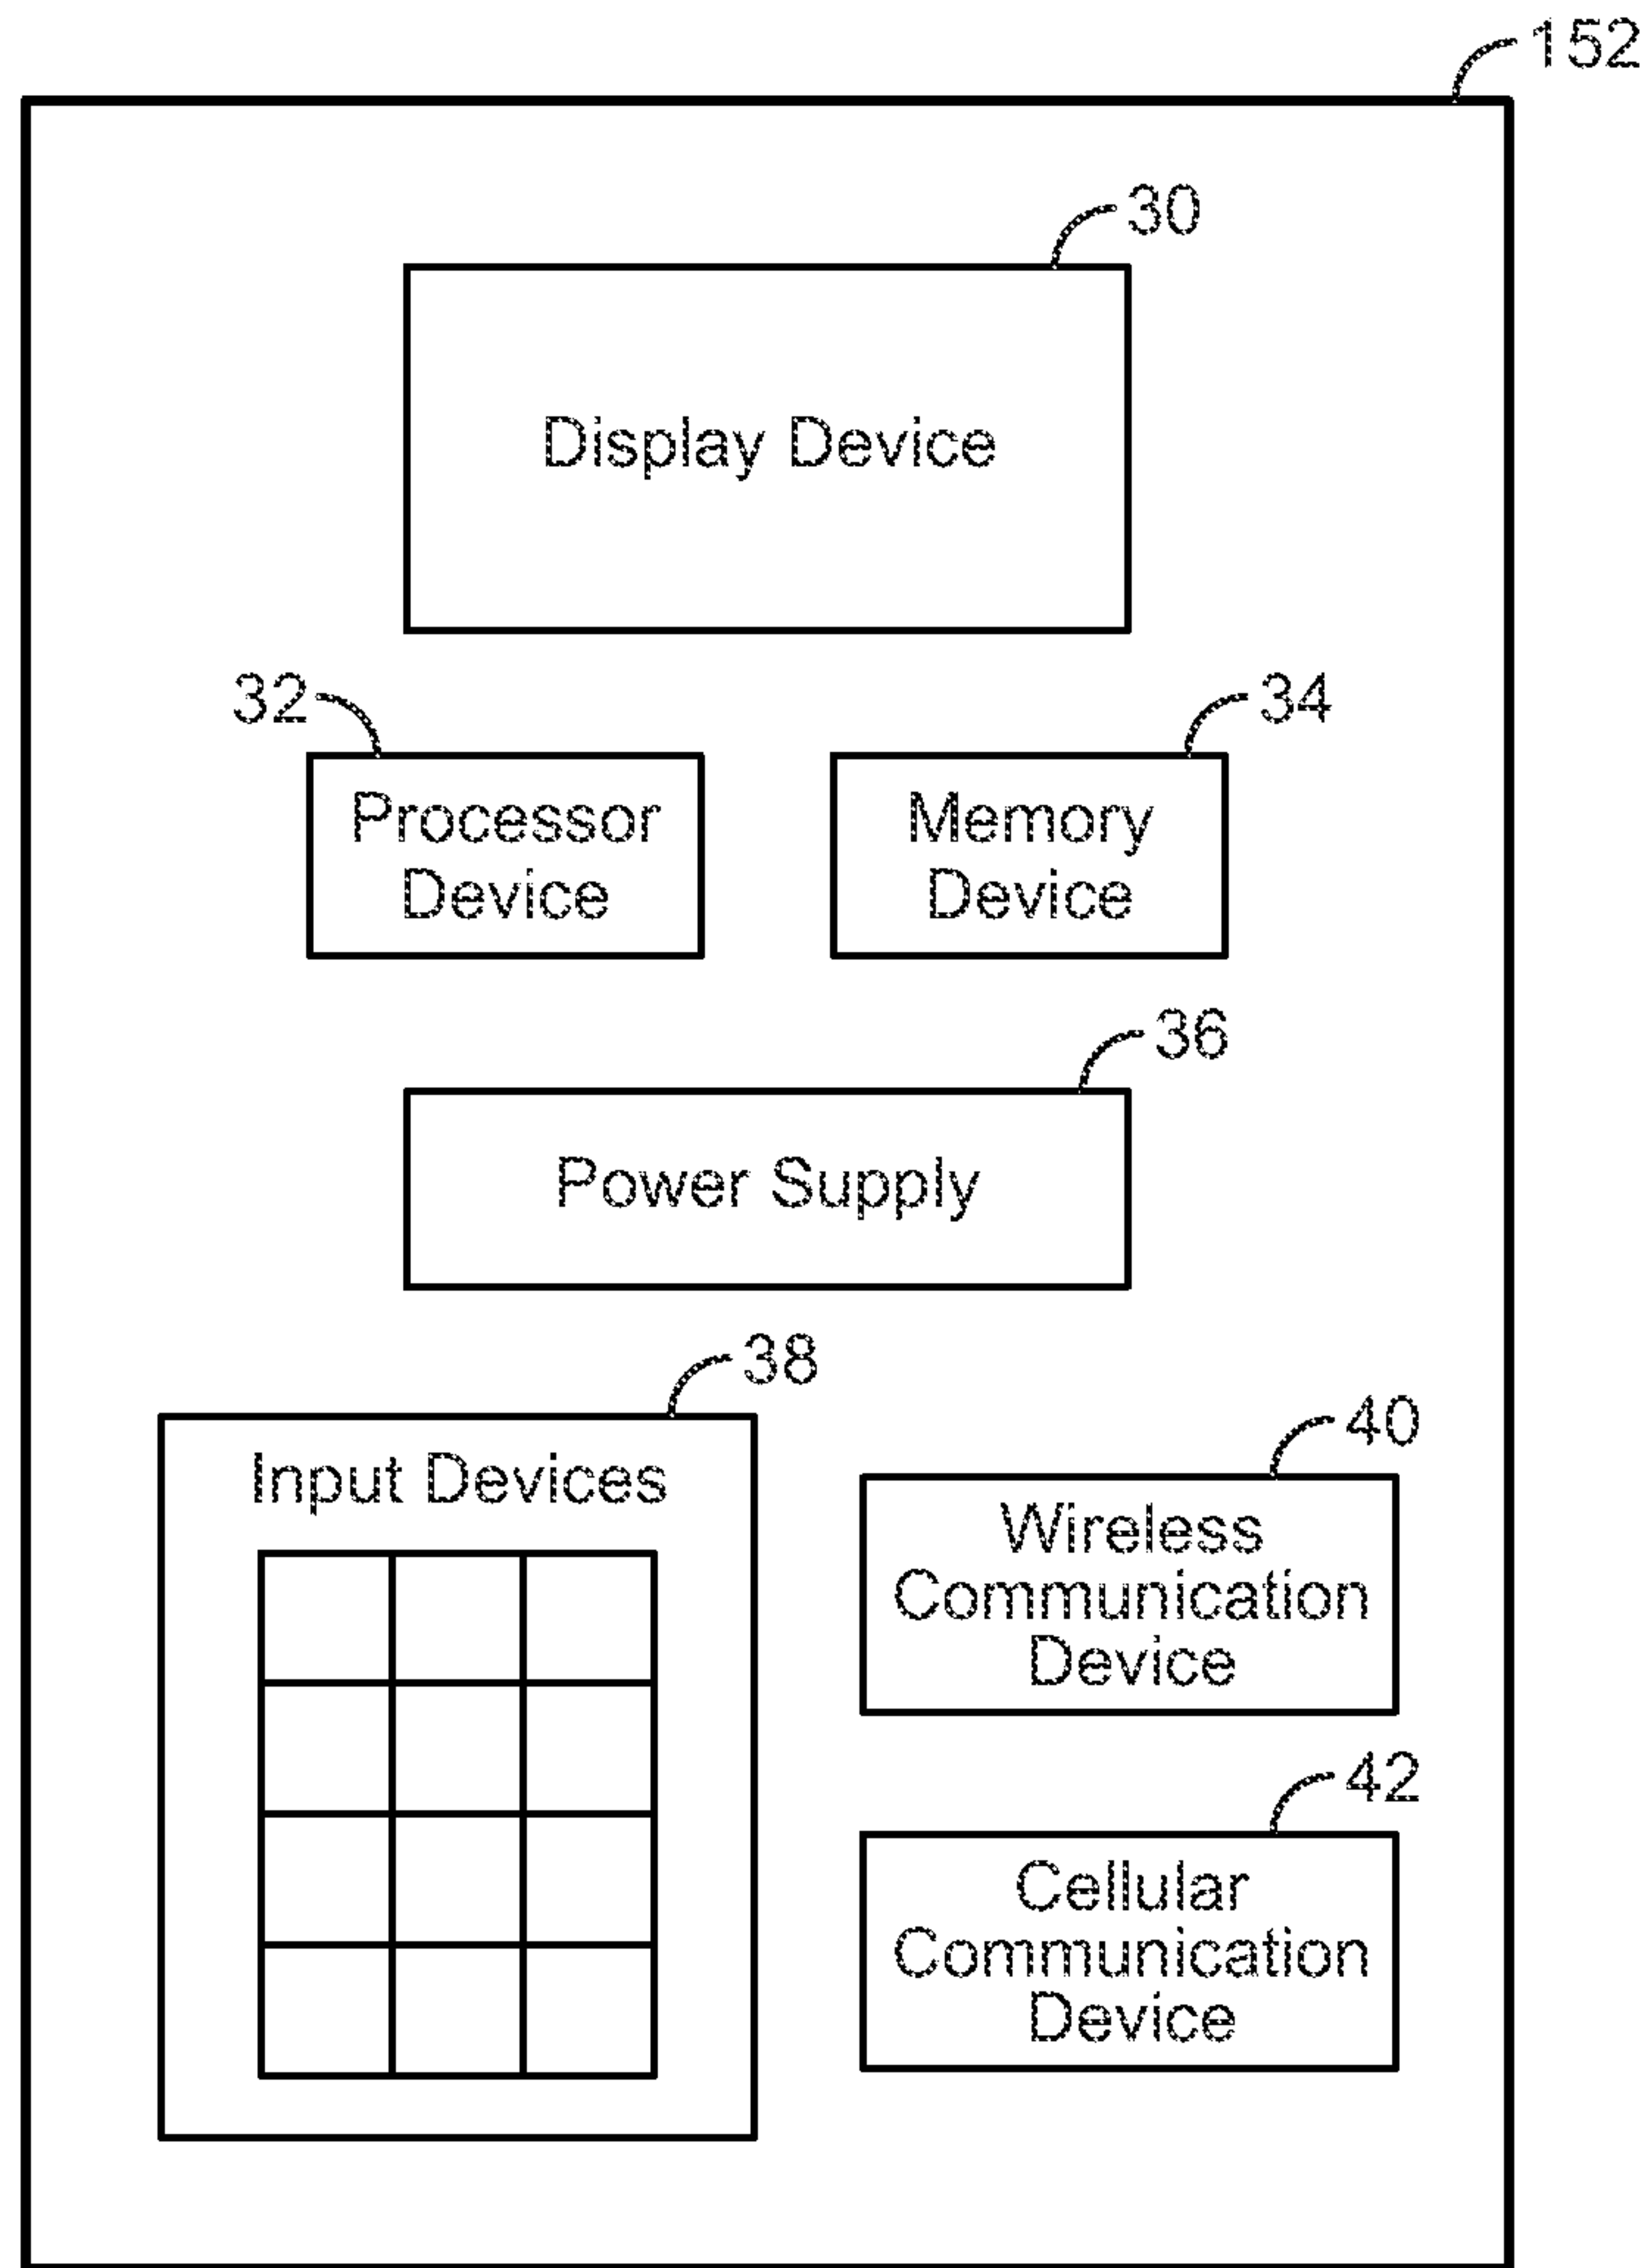 152
30
Display Device
32
34
Processor
Device
Memory
Device
36
Power Supply
38
Input Devices
40
Wireless
Communication
Device
42
Cellular
Communication
Device